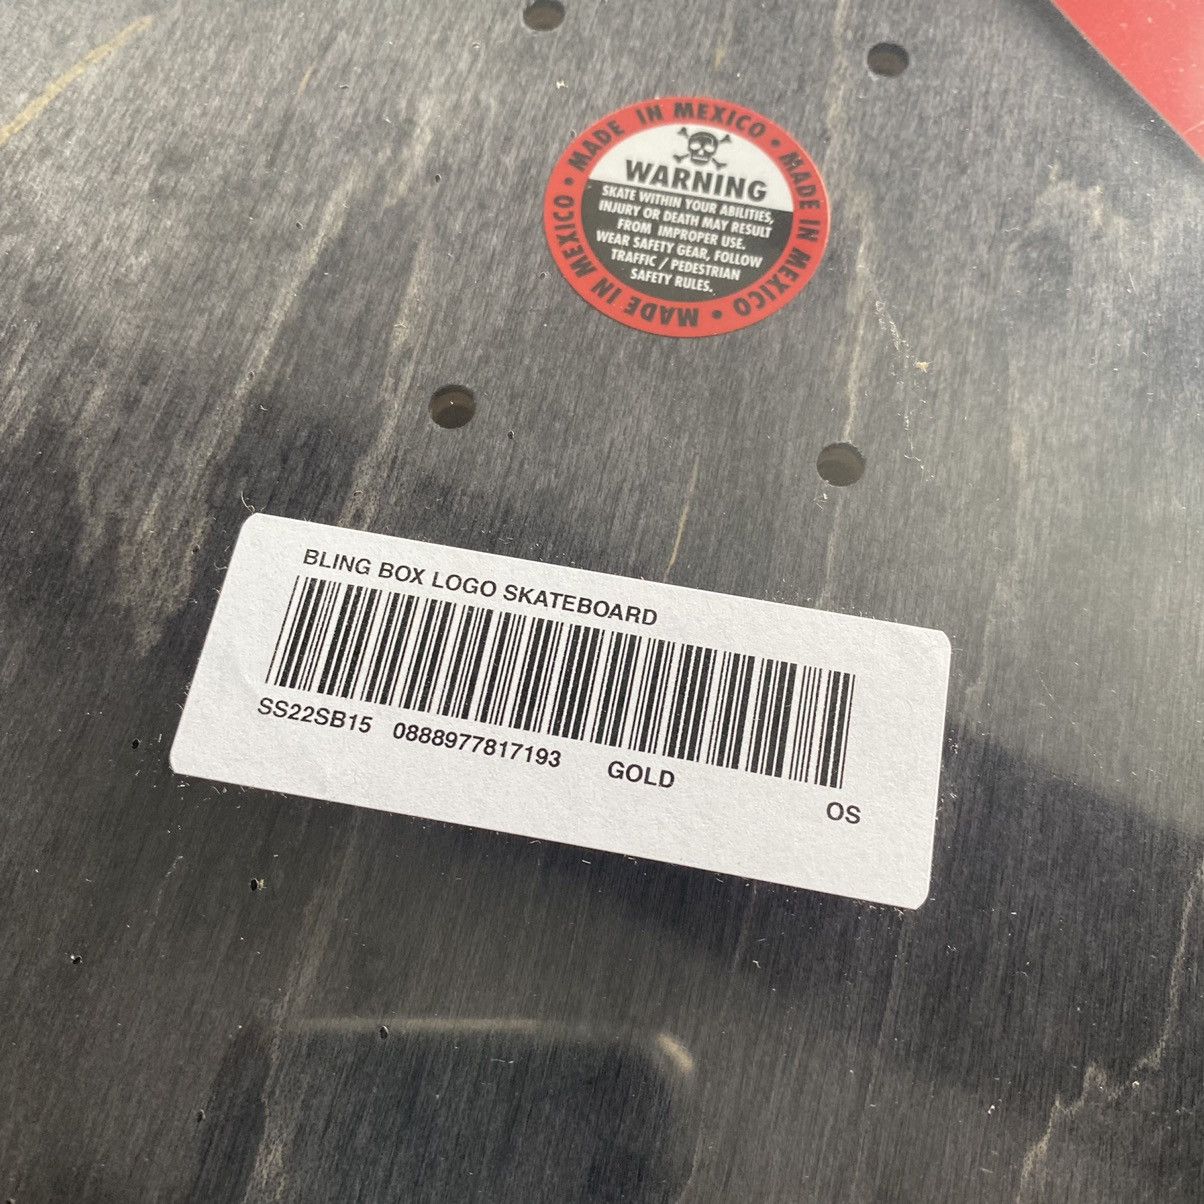 MADE IN MEXICO • MADE IN MEXICO • MADE IN MEXICO •
WARNING
SKATE WITHIN YOUR ABILITIES,
INJURY OR DEATH MAY RESULT
FROM IMPROPER USE.
WEAR SAFETY GEAR, FOLLOW
TRAFFIC / PEDESTRIAN
SAFETY RULES.
BLING BOX LOGO SKATEBOARD
SS22SB15 0888977817193 GOLD OS